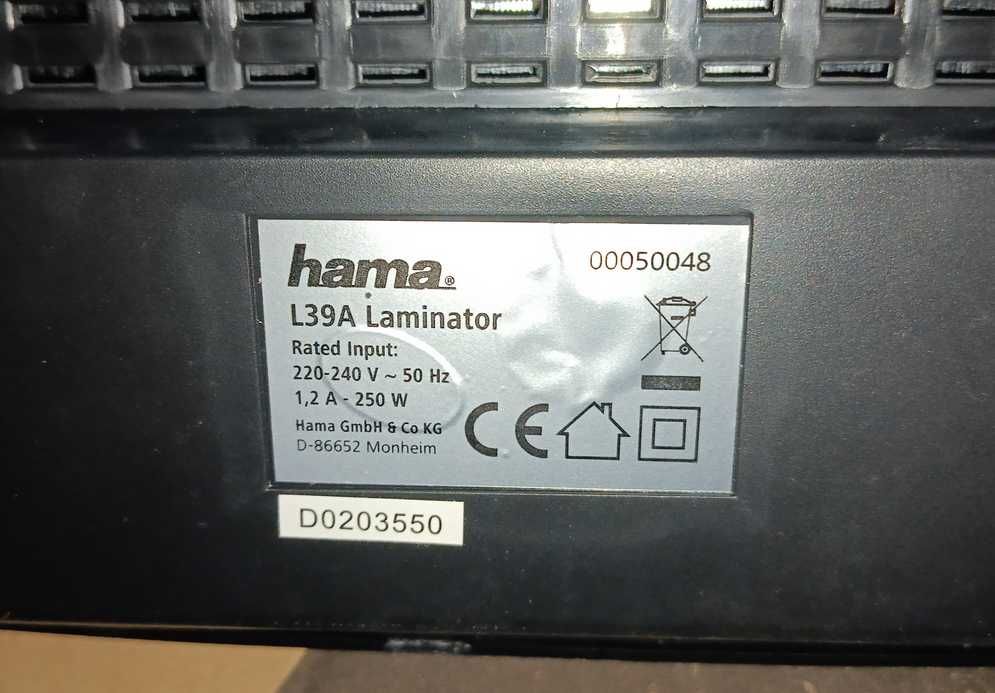 hama®
00050048
L39A Laminator
Rated Input:
220-240 V ~ 50 Hz
1,2 A - 250 W
Hama GmbH & Co KG
D-86652 Monheim
CE
D0203550